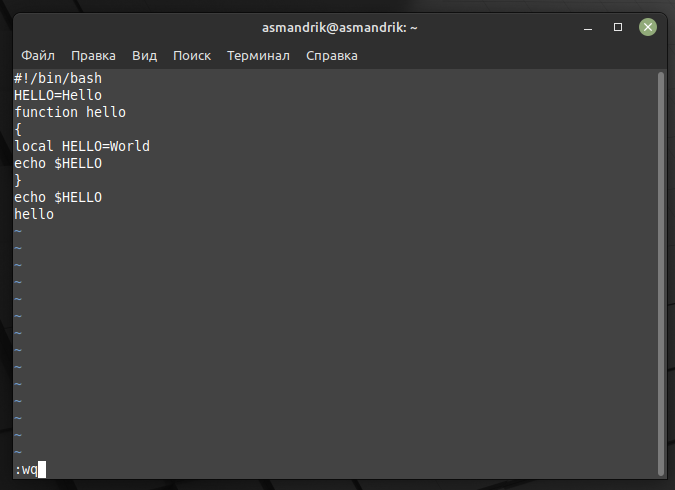 asmandrik@asmandrik: ~
Файл Правка Вид Поиск Терминал Справка
#!/bin/bash
HELLO=Hello
function hello
{
local HELLO=World
echo $HELLO
}
echo $HELLO
hello
~
~
~
~
~
~
~
~
~
~
~
~
~
~
:wq